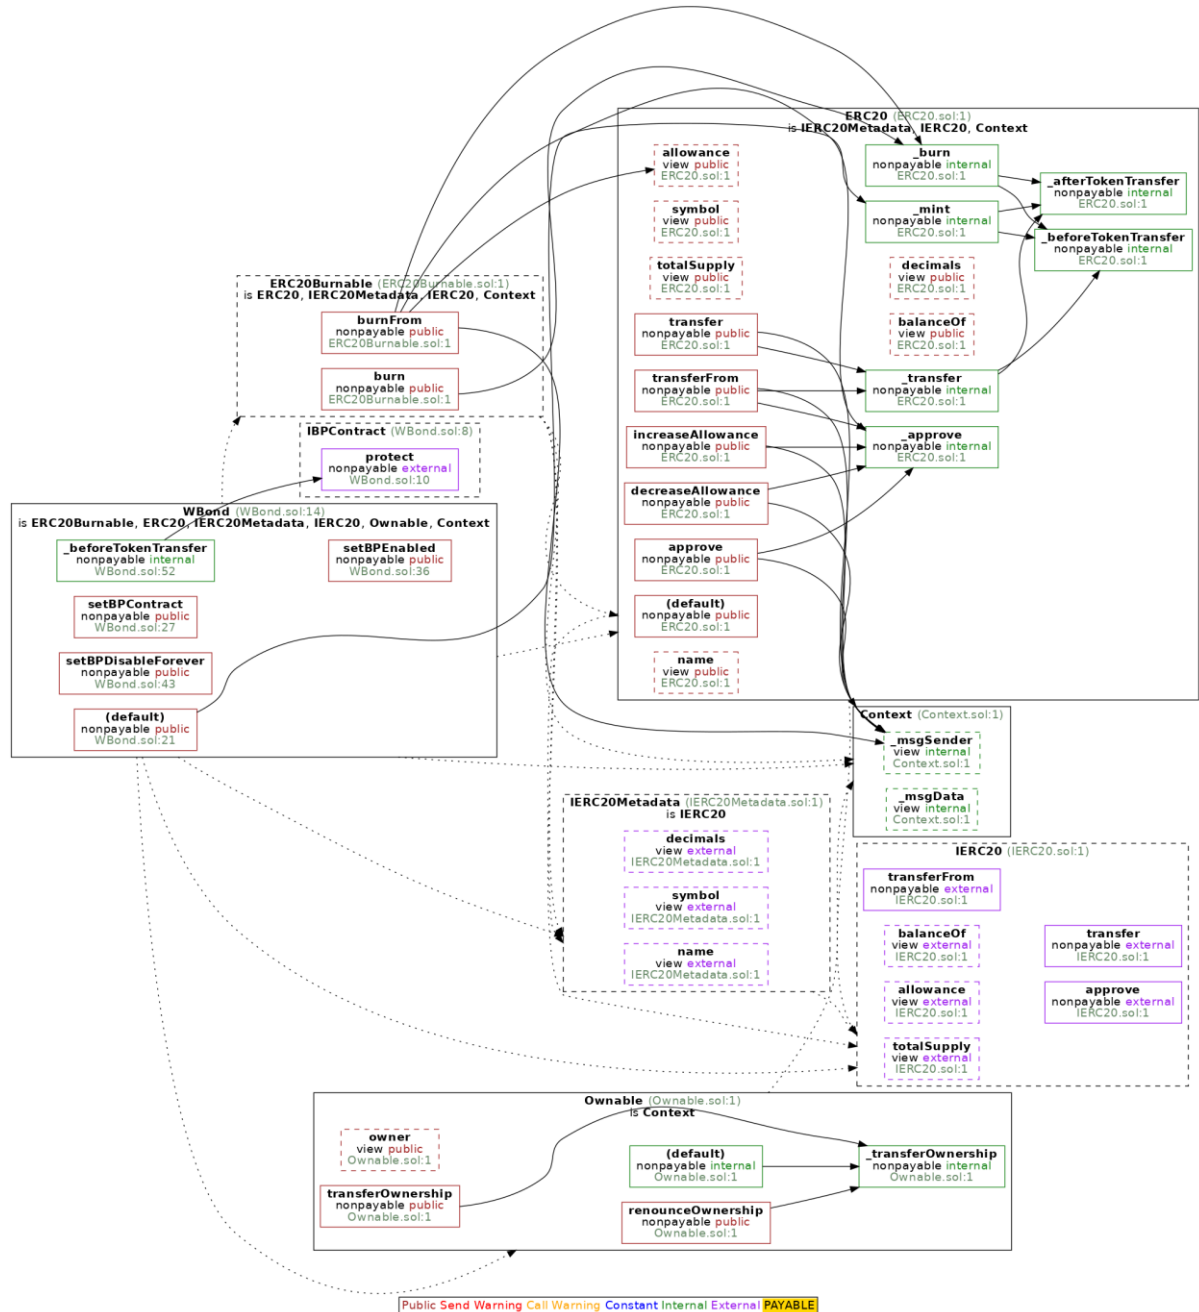 ERC20 (ERC20.sol:1)
is IERC20Metadata, IERC20, Context
allowance
view public
ERC20.sol:1
symbol
view public
ERC20.sol:1
totalSupply
view public
ERC20.sol:1
transfer
nonpayable public
ERC20.sol:1
transferFrom
nonpayable public
ERC20.sol:1
increaseAllowance
nonpayable public
ERC20.sol:1
decreaseAllowance
nonpayable public
ERC20.sol:1
approve
nonpayable public
ERC20.sol:1
(default)
nonpayable public
ERC20.sol:1
name
view public
ERC20.sol:1
_burn
nonpayable internal
ERC20.sol:1
_mint
nonpayable internal
ERC20.sol:1
decimals
view public
ERC20.sol:1
balanceOf
view public
ERC20.sol:1
_transfer
nonpayable internal
ERC20.sol:1
_approve
nonpayable internal
ERC20.sol:1
_afterTokenTransfer
nonpayable internal
ERC20.sol:1
_beforeTokenTransfer
nonpayable internal
ERC20.sol:1
ERC20Burnable (ERC20Burnable.sol:1)
is ERC20, IERC20Metadata, IERC20, Context
burnFrom
nonpayable public
ERC20Burnable.sol:1
burn
nonpayable public
ERC20Burnable.sol:1
IBPContract (WBond.sol:8)
protect
nonpayable external
WBond.sol:10
WBond (WBond.sol:14)
is ERC20Burnable, ERC20, IERC20Metadata, IERC20, Ownable, Context
_beforeTokenTransfer
nonpayable internal
WBond.sol:52
setBPEnabled
nonpayable public
WBond.sol:36
setBPContract
nonpayable public
WBond.sol:27
setBPDisableForever
nonpayable public
WBond.sol:43
(default)
nonpayable public
WBond.sol:21
Context (Context.sol:1)
_msgSender
view internal
Context.sol:1
_msgData
view internal
Context.sol:1
IERC20Metadata (IERC20Metadata.sol:1)
is IERC20
decimals
view external
IERC20Metadata.sol:1
symbol
view external
IERC20Metadata.sol:1
name
view external
IERC20Metadata.sol:1
IERC20 (IERC20.sol:1)
transferFrom
nonpayable external
IERC20.sol:1
balanceOf
view external
IERC20.sol:1
transfer
nonpayable external
IERC20.sol:1
allowance
view external
IERC20.sol:1
approve
nonpayable external
IERC20.sol:1
totalSupply
view external
IERC20.sol:1
Ownable (Ownable.sol:1)
is Context
owner
view public
Ownable.sol:1
transferOwnership
nonpayable public
Ownable.sol:1
(default)
nonpayable internal
Ownable.sol:1
renounceOwnership
nonpayable public
Ownable.sol:1
_transferOwnership
nonpayable internal
Ownable.sol:1
Public Send Warning Call Warning Constant Internal External PAYABLE